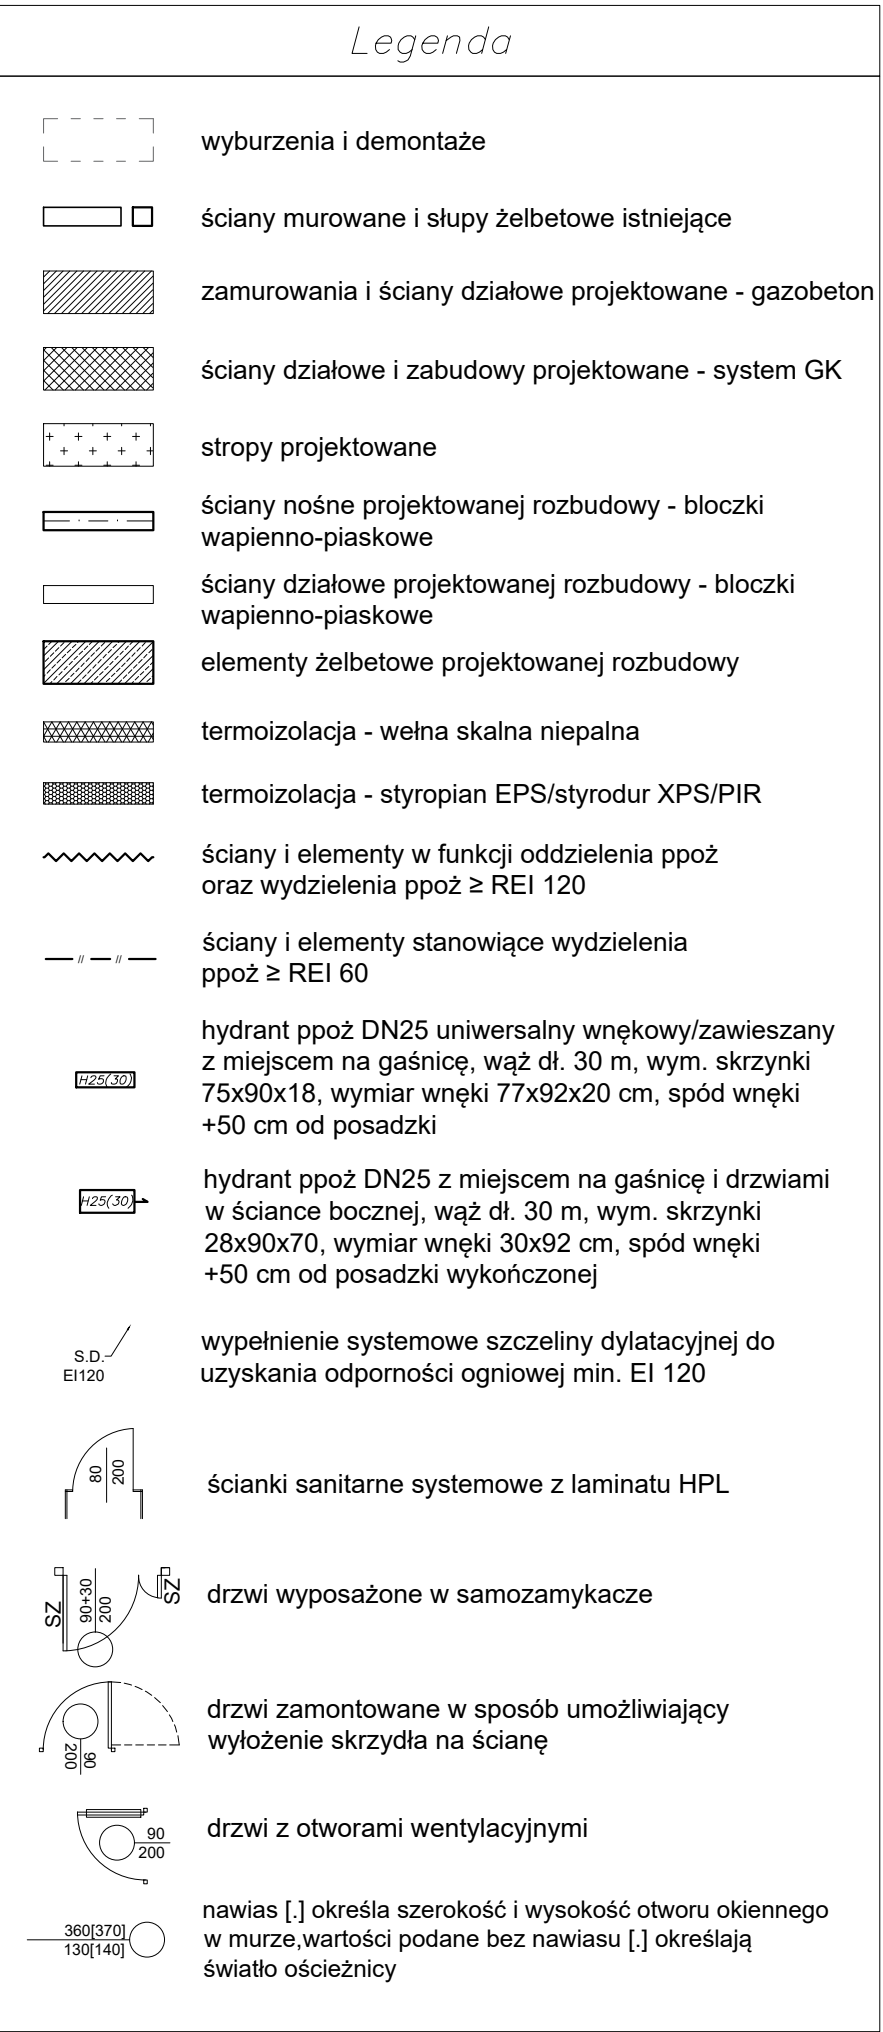 Legenda
wyburzenia i demontaże
ściany murowane i słupy żelbetowe istniejące
zamurowania i ściany działowe projektowane - gazobeton
ściany działowe i zabudowy projektowane - system GK
stropy projektowane
ściany nośne projektowanej rozbudowy - bloczki
wapienno-piaskowe
ściany działowe projektowanej rozbudowy - bloczki
wapienno-piaskowe
elementy żelbetowe projektowanej rozbudowy
termoizolacja - wełna skalna niepalna
termoizolacja - styropian EPS/styrodur XPS/PIR
ściany i elementy w funkcji oddzielenia ppoż
oraz wydzielenia ppoż ≥ REI 120
ściany i elementy stanowiące wydzielenia
ppoż ≥ REI 60
H25(30)
hydrant ppoż DN25 uniwersalny wnękowy/zawieszany
z miejscem na gaśnicę, wąż dł. 30 m, wym. skrzynki
75x90x18, wymiar wnęki 77x92x20 cm, spód wnęki
+50 cm od posadzki
H25(30)
hydrant ppoż DN25 z miejscem na gaśnicę i drzwiami
w ściance bocznej, wąż dł. 30 m, wym. skrzynki
28x90x70, wymiar wnęki 30x92 cm, spód wnęki
+50 cm od posadzki wykończonej
S.D.
EI120
wypełnienie systemowe szczeliny dylatacyjnej do
uzyskania odporności ogniowej min. EI 120
80
200
ścianki sanitarne systemowe z laminatu HPL
SZ
90+30
200
SZ
drzwi wyposażone w samozamykacze
90
200
drzwi zamontowane w sposób umożliwiający
wyłożenie skrzydła na ścianę
90
200
drzwi z otworami wentylacyjnymi
360[370]
130[140]
nawias [.] określa szerokość i wysokość otworu okiennego
w murze,wartości podane bez nawiasu [.] określają
światło ościeżnicy